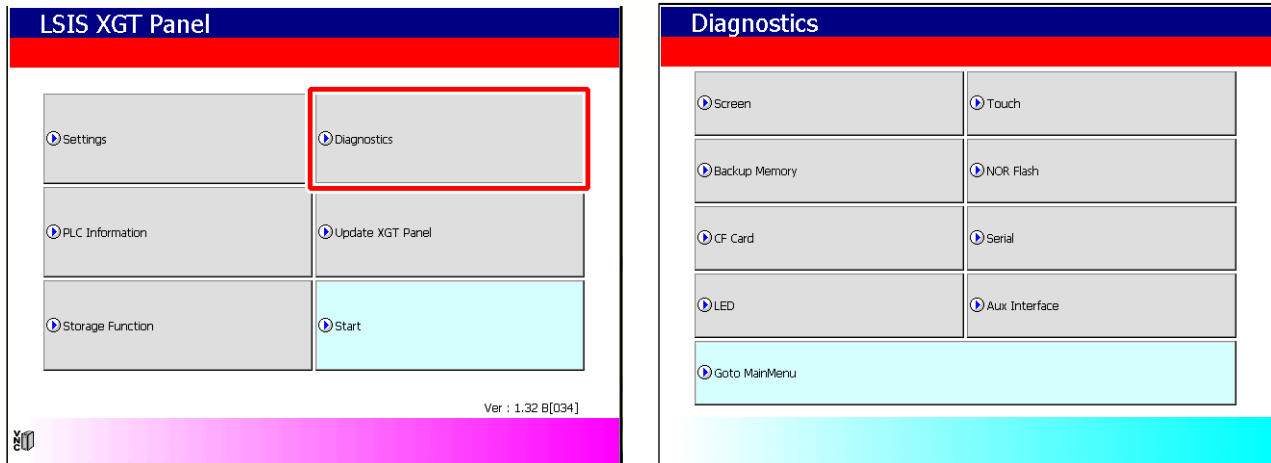 LSIS XGT Panel
Settings
Diagnostics
PLC Information
Update XGT Panel
Storage Function
Start
Ver : 1.32 B[034]
VNC
Diagnostics
Screen
Touch
Backup Memory
NOR Flash
CF Card
Serial
LED
Aux Interface
Goto MainMenu